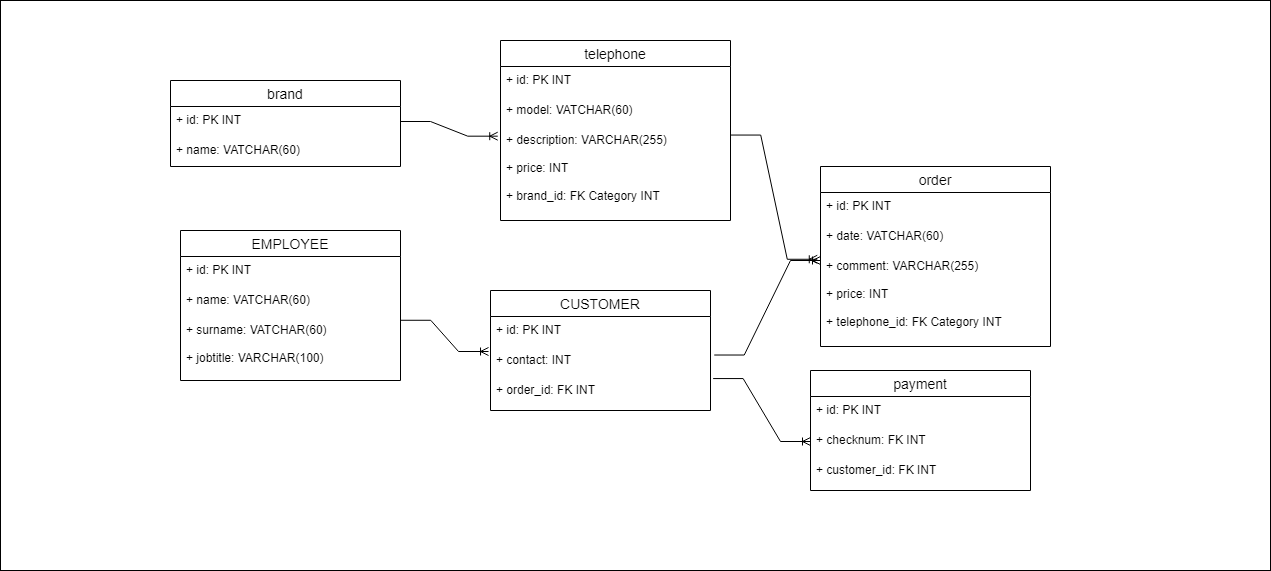 brand
+ id: PK INT
+ name: VATCHAR(60)
telephone
+ id: PK INT
+ model: VATCHAR(60)
+ description: VARCHAR(255)
+ price: INT
+ brand_id: FK Category INT
order
+ id: PK INT
+ date: VATCHAR(60)
+ comment: VARCHAR(255)
+ price: INT
+ telephone_id: FK Category INT
EMPLOYEE
+ id: PK INT
+ name: VATCHAR(60)
+ surname: VATCHAR(60)
+ jobtitle: VARCHAR(100)
CUSTOMER
+ id: PK INT
+ contact: INT
+ order_id: FK INT
payment
+ id: PK INT
+ checknum: FK INT
+ customer_id: FK INT